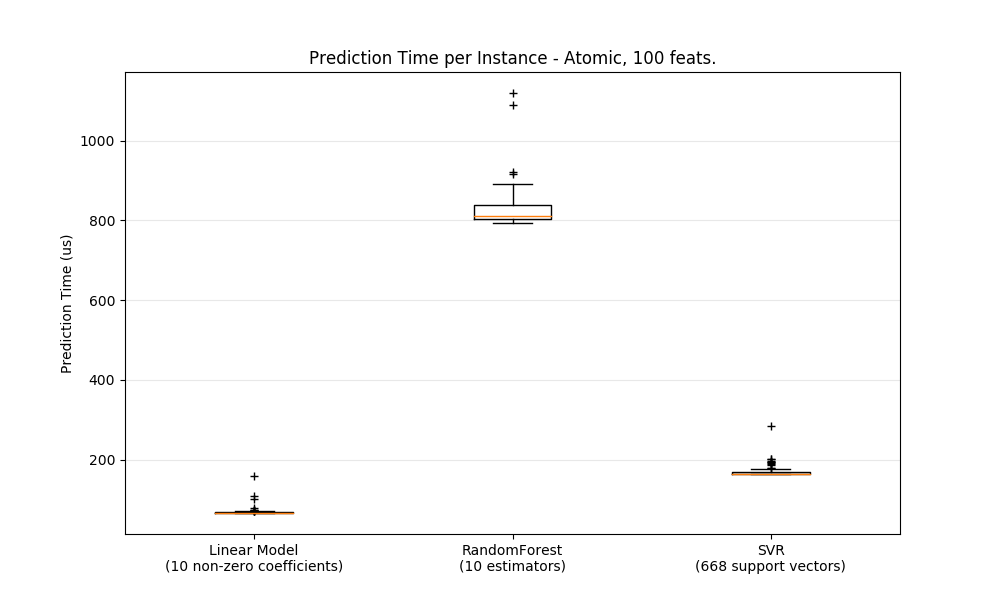 Prediction Time per Instance - Atomic, 100 feats.
Prediction Time (us)
1000
800
600
400
200
Linear Model
(10 non-zero coefficients)
RandomForest
(10 estimators)
SVR
(668 support vectors)